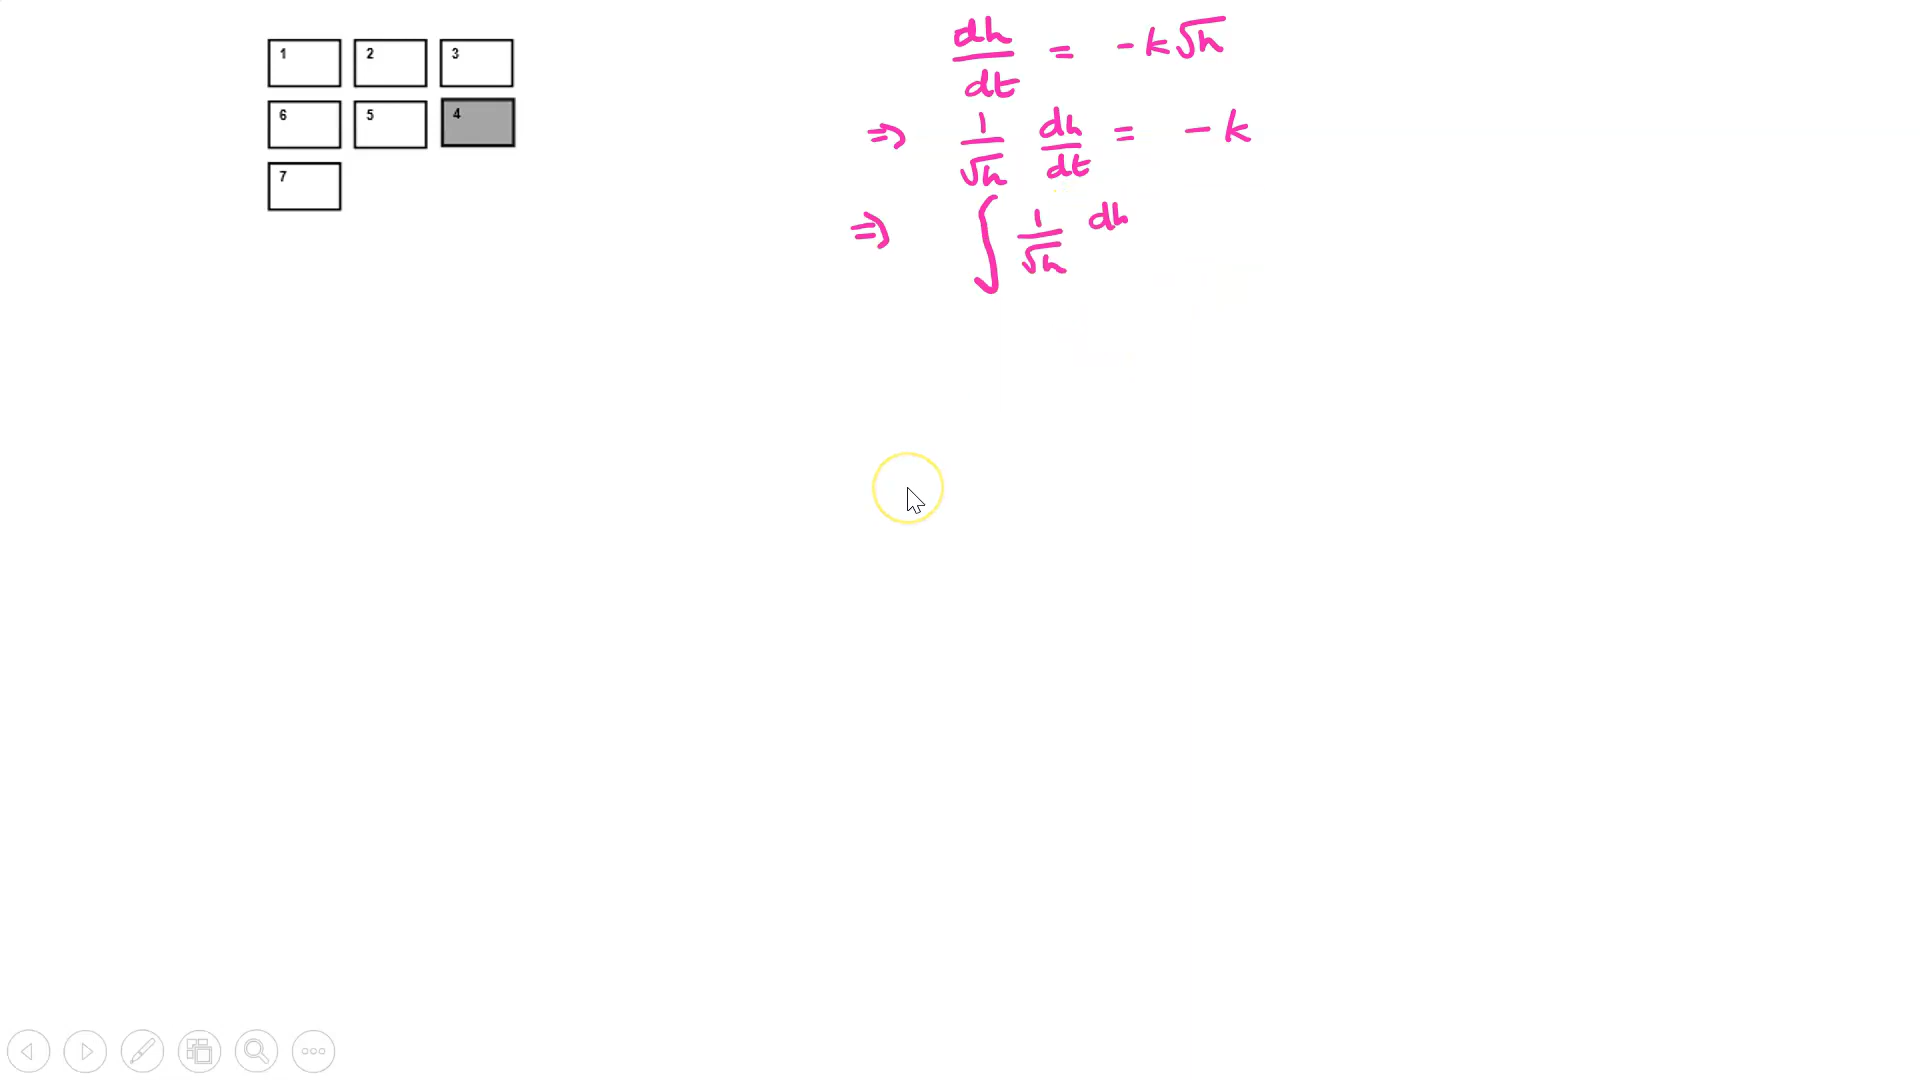 1 2 3
6 5 4
7
dh/dt = -k√h
⇒ 1/√h dh/dt = -k
⇒ ∫ 1/√h dh